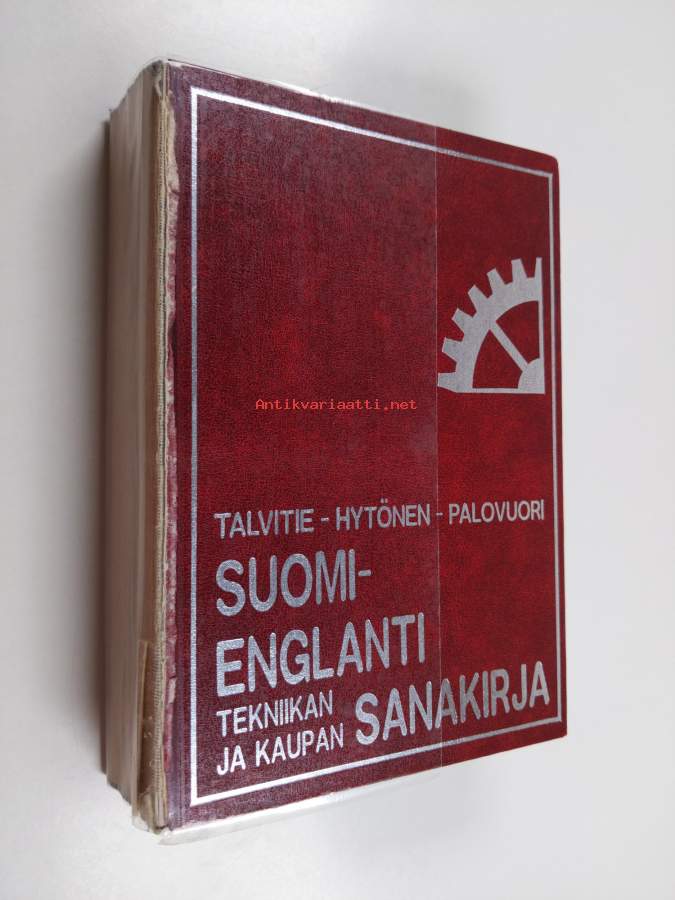 Antikvariaatti.net
TALVITIE - HYTÖNEN - PALOVUORI
SUOMI-
ENGLANTI
TEKNIIKAN
JA KAUPAN SANAKIRJA